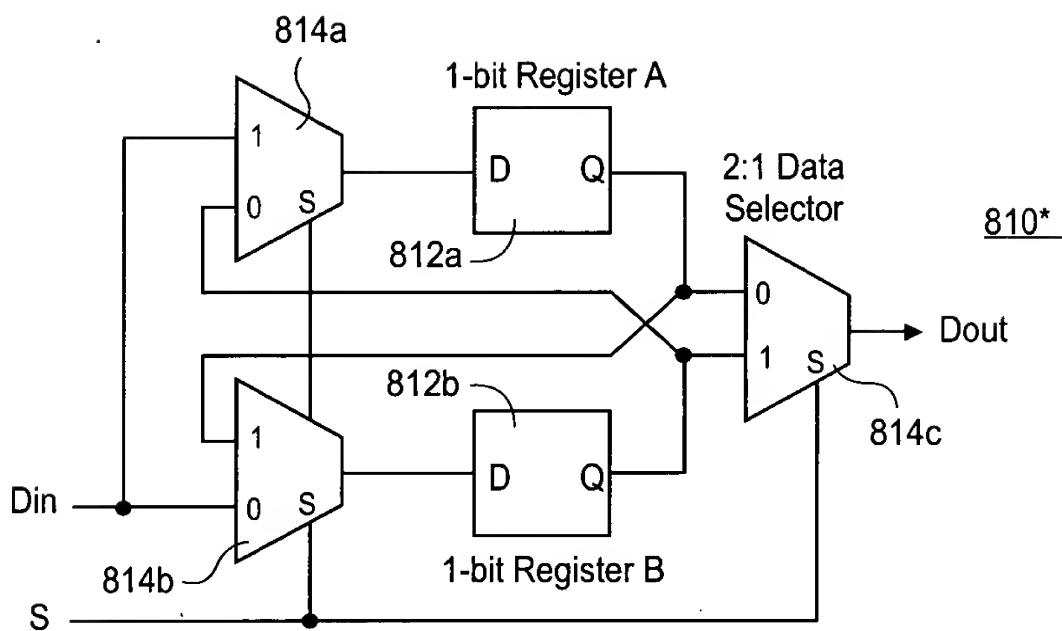 814a
1-bit Register A
1
0
S
D
Q
812a
2:1 Data
Selector
810*
0
1
S
Dout
814c
812b
1
0
S
D
Q
Din
814b
1-bit Register B
S